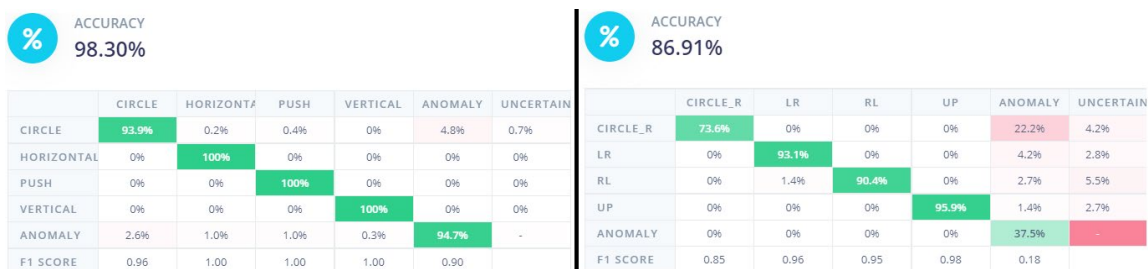 %
ACCURACY
98.30%
CIRCLE HORIZONTA PUSH VERTICAL ANOMALY UNCERTAIN
CIRCLE 93.9% 0.2% 0.4% 0% 4.8% 0.7%
HORIZONTAL 0% 100% 0% 0% 0% 0%
PUSH 0% 0% 100% 0% 0% 0%
VERTICAL 0% 0% 0% 100% 0% 0%
ANOMALY 2.6% 1.0% 1.0% 0.3% 94.7% -
F1 SCORE 0.96 1.00 1.00 1.00 0.90
%
ACCURACY
86.91%
CIRCLE_R LR RL UP ANOMALY UNCERTAIN
CIRCLE_R 73.6% 0% 0% 0% 22.2% 4.2%
LR 0% 93.1% 0% 0% 4.2% 2.8%
RL 0% 1.4% 90.4% 0% 2.7% 5.5%
UP 0% 0% 0% 95.9% 1.4% 2.7%
ANOMALY 0% 0% 0% 0% 37.5% -
F1 SCORE 0.85 0.96 0.95 0.98 0.18